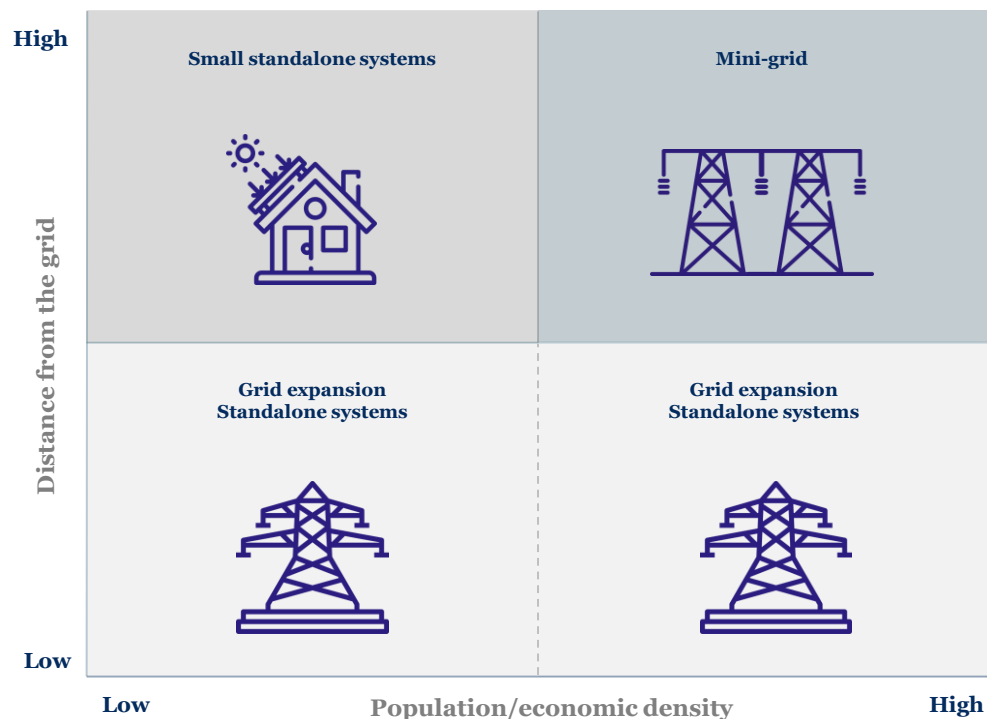 High
Small standalone systems
Mini-grid
Distance from the grid
Grid expansion
Standalone systems
Grid expansion
Standalone systems
Low
Low
Population/economic density
High